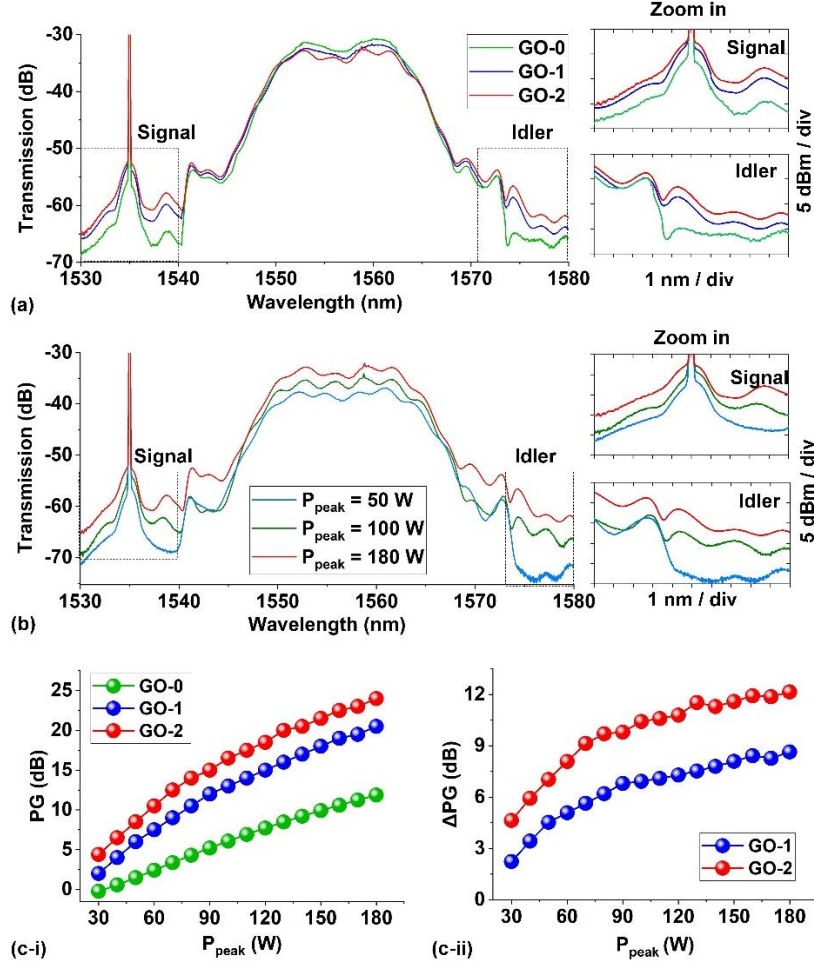 Zoom in
-30
-40
-50
-60
-70
Transmission (dB)
GO-0
GO-1
GO-2
Signal
Idler
1530 1540 1550 1560 1570 1580
Wavelength (nm)
(a)
Signal
Idler
5 dBm / div
1 nm / div
Zoom in
-30
-40
-50
-60
-70
Transmission (dB)
Signal
Idler
P_peak = 50 W
P_peak = 100 W
P_peak = 180 W
1530 1540 1550 1560 1570 1580
Wavelength (nm)
(b)
Signal
Idler
5 dBm / div
1 nm / div
25
20
15
10
5
0
PG (dB)
GO-0
GO-1
GO-2
30 60 90 120 150 180
P_peak (W)
(c-i)
12
9
6
3
0
ΔPG (dB)
GO-1
GO-2
30 60 90 120 150 180
P_peak (W)
(c-ii)